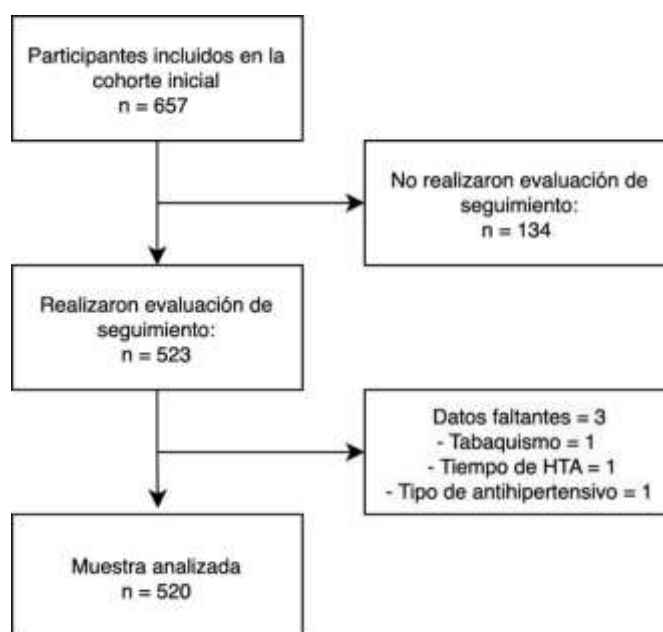 Participantes incluidos en la
cohorte inicial
n = 657
No realizaron evaluación de
seguimiento:
n = 134
Realizaron evaluación de
seguimiento:
n = 523
Datos faltantes = 3
- Tabaquismo = 1
- Tiempo de HTA = 1
- Tipo de antihipertensivo = 1
Muestra analizada
n = 520